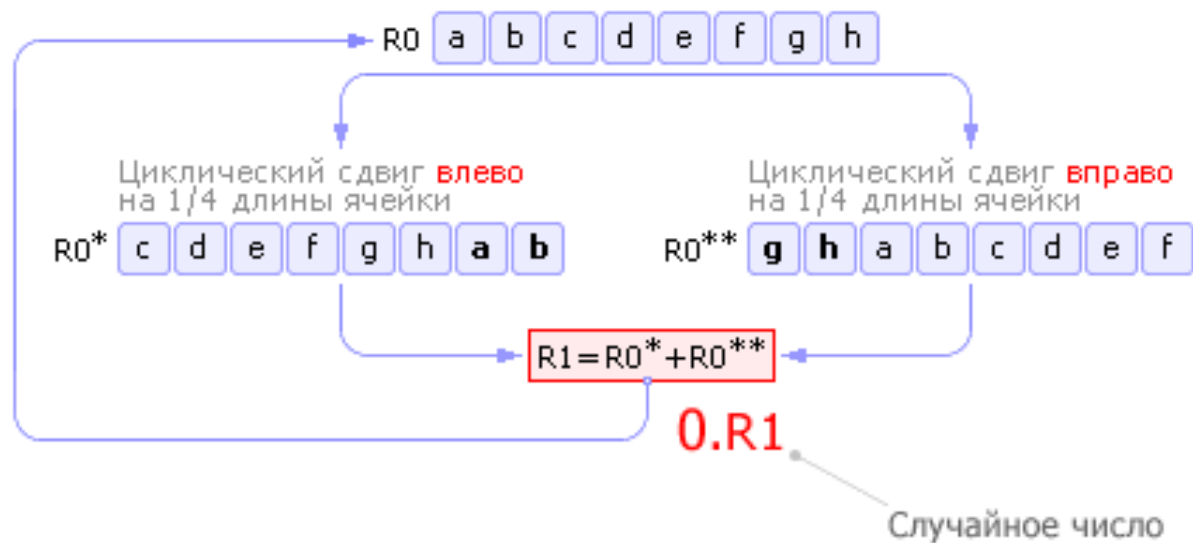 R0 a b c d e f g h
Циклический сдвиг влево
на 1/4 длины ячейки
Циклический сдвиг вправо
на 1/4 длины ячейки
R0* c d e f g h a b
R0** g h a b c d e f
R1=R0*+R0**
0.R1
Случайное число